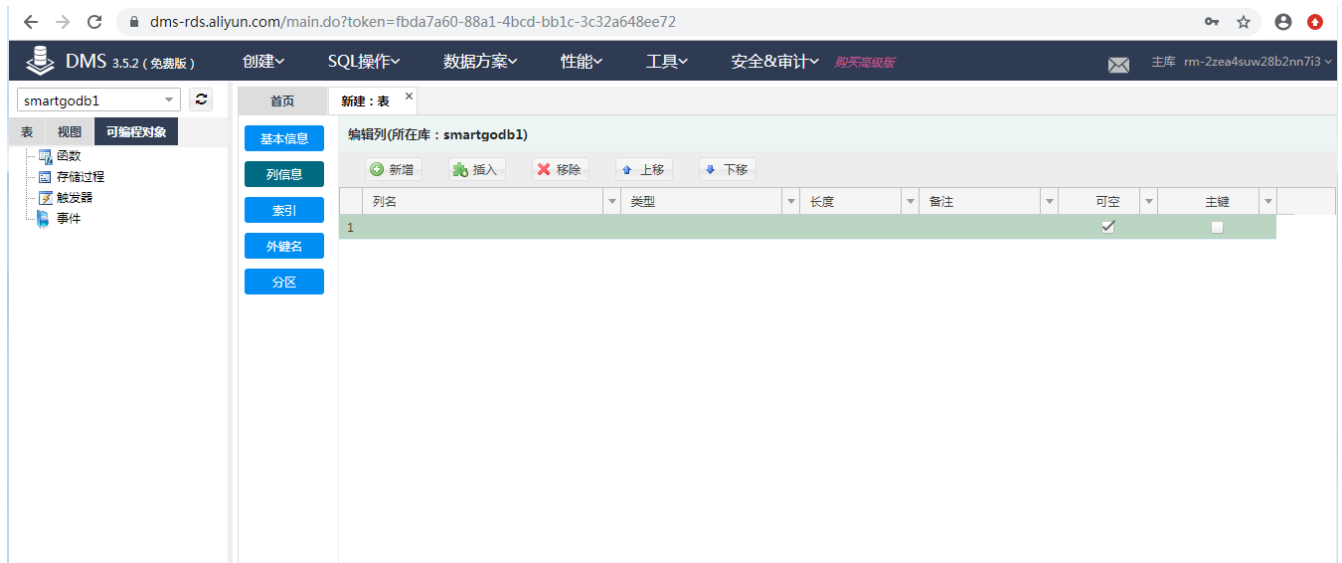 dms-rds.aliyun.com/main.do?token=fbda7a60-88a1-4bcd-bb1c-3c32a648ee72
DMS 3.5.2 ( 免费版 ) 创建 SQL操作 数据方案 性能 工具 安全&审计 购买高级版 主库 rm-2zea4suw28b2nn7i3
smartgodb1 首页 新建 : 表 ×
表 视图 可编程对象
函数
存储过程
触发器
事件
基本信息
列信息
索引
外键名
分区
编辑列(所在库 : smartgodb1)
新增 插入 移除 上移 下移
列名 类型 长度 备注 可空 主键
1